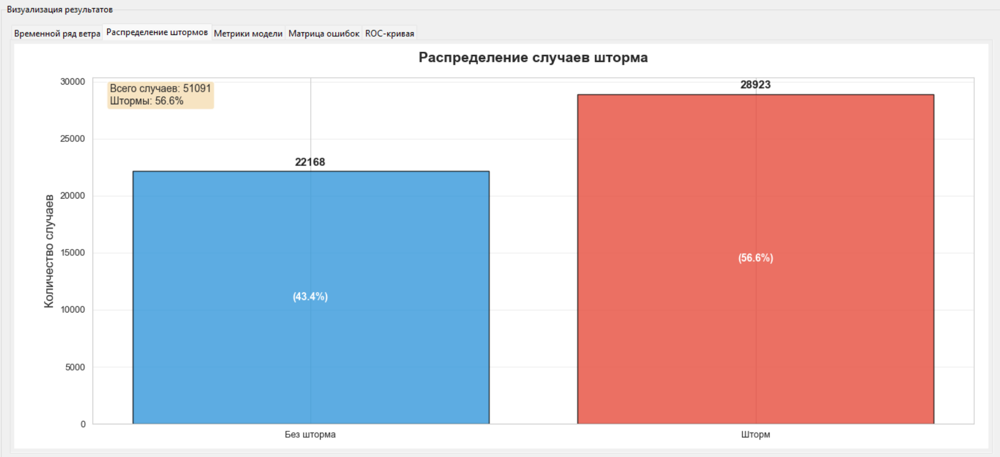 Визуализация результатов
Временной ряд ветра
Распределение штормов
Метрики модели
Матрица ошибок
ROC-кривая
Распределение случаев шторма
Всего случаев: 51091
Штормы: 56.6%
Количество случаев
30000
25000
20000
15000
10000
5000
0
22168
(43.4%)
28923
(56.6%)
Без шторма
Шторм